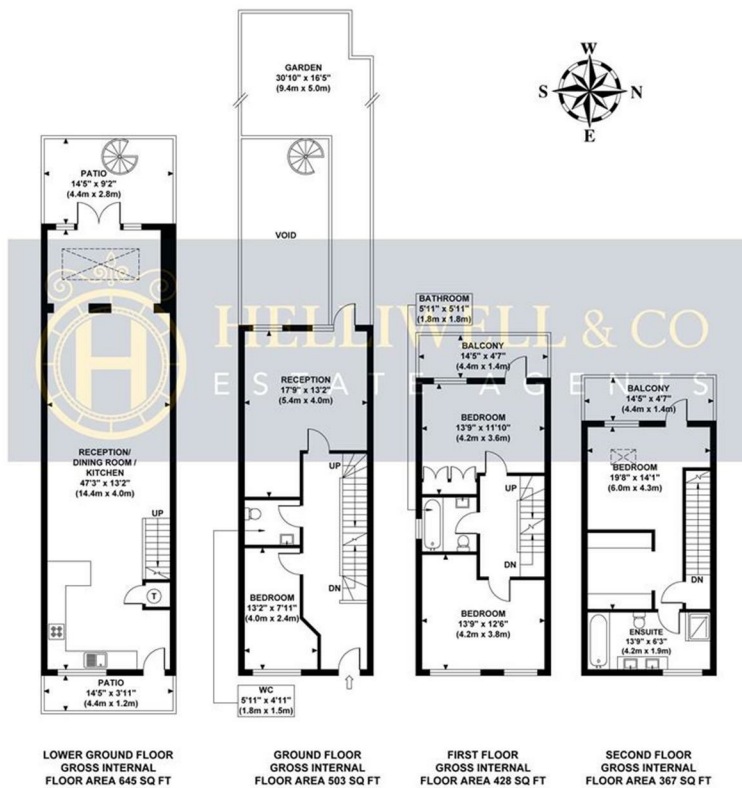 GARDEN
30'10" x 16'5"
(9.4m x 5.0m)
W
S
N
E
PATIO
14'5" x 9'2"
(4.4m x 2.8m)
VOID
H
HELLIWELL & CO
ESTATE AGENTS
RECEPTION/
DINING ROOM /
KITCHEN
47'3" x 13'2"
(14.4m x 4.0m)
UP
T
PATIO
14'5" x 3'11"
(4.4m x 1.2m)
RECEPTION
17'9" x 13'2"
(5.4m x 4.0m)
UP
DN
BEDROOM
13'2" x 7'11"
(4.0m x 2.4m)
WC
5'11" x 4'11"
(1.8m x 1.5m)
BATHROOM
5'11" x 5'11"
(1.8m x 1.8m)
BALCONY
14'5" x 4'7"
(4.4m x 1.4m)
BEDROOM
13'9" x 11'10"
(4.2m x 3.6m)
UP
DN
BEDROOM
13'9" x 12'6"
(4.2m x 3.8m)
BALCONY
14'5" x 4'7"
(4.4m x 1.4m)
BEDROOM
19'8" x 14'1"
(6.0m x 4.3m)
DN
ENSUITE
13'9" x 6'3"
(4.2m x 1.9m)
LOWER GROUND FLOOR
GROSS INTERNAL
FLOOR AREA 645 SQ FT
GROUND FLOOR
GROSS INTERNAL
FLOOR AREA 503 SQ FT
FIRST FLOOR
GROSS INTERNAL
FLOOR AREA 428 SQ FT
SECOND FLOOR
GROSS INTERNAL
FLOOR AREA 367 SQ FT